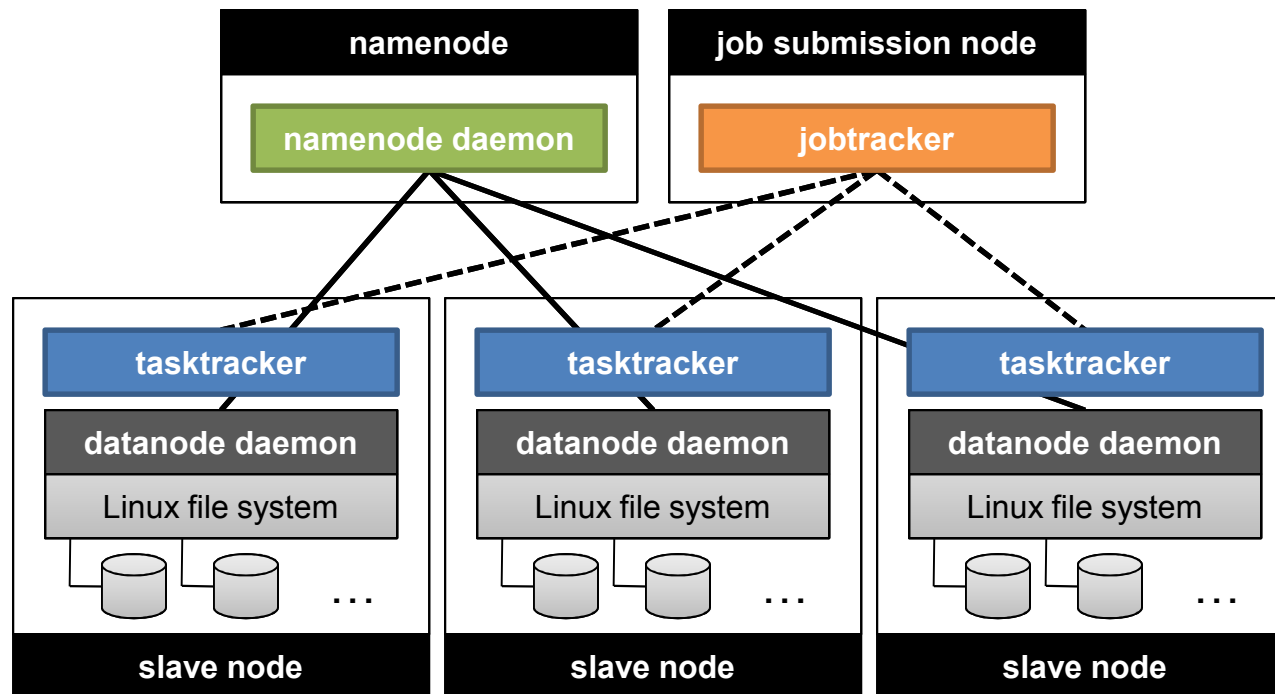 namenode
job submission node
namenode daemon
jobtracker
tasktracker
tasktracker
tasktracker
datanode daemon
datanode daemon
datanode daemon
Linux file system
Linux file system
Linux file system
...
...
...
slave node
slave node
slave node